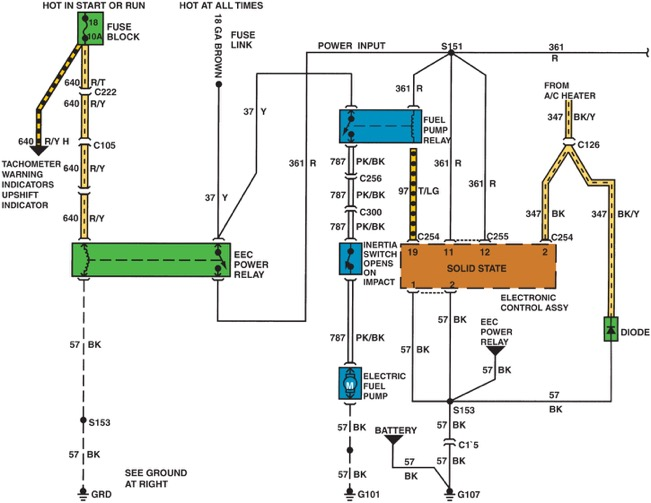 HOT IN START OR RUN
HOT AT ALL TIMES
18
10A
FUSE
BLOCK
18 GA BROWN
FUSE
LINK
POWER INPUT
S151
361
R
640 R/T
C222
640 R/Y
640 R/Y H
C105
TACHOMETER
WARNING
INDICATORS
UPSHIFT
INDICATOR
640 R/Y
640 R/Y
37 Y
37 Y
361 R
361 R
FUEL
PUMP
RELAY
FROM
A/C HEATER
347 BK/Y
C126
787 PK/BK
C256
787 PK/BK
C300
787 PK/BK
97 T/LG
361 R
361 R
347 BK
347 BK/Y
C254
C255
C254
EEC
POWER
RELAY
INERTIA
SWITCH
OPENS
ON
IMPACT
19
11
12
2
SOLID STATE
1
2
ELECTRONIC
CONTROL ASSY
787 PK/BK
57 BK
57 BK
EEC
POWER
RELAY
DIODE
57 BK
57 BK
M
ELECTRIC
FUEL
PUMP
57
BK
S153
S153
57 BK
BATTERY
57 BK
C1`5
57 BK
57
BK
57 BK
SEE GROUND
AT RIGHT
GRD
G101
G107